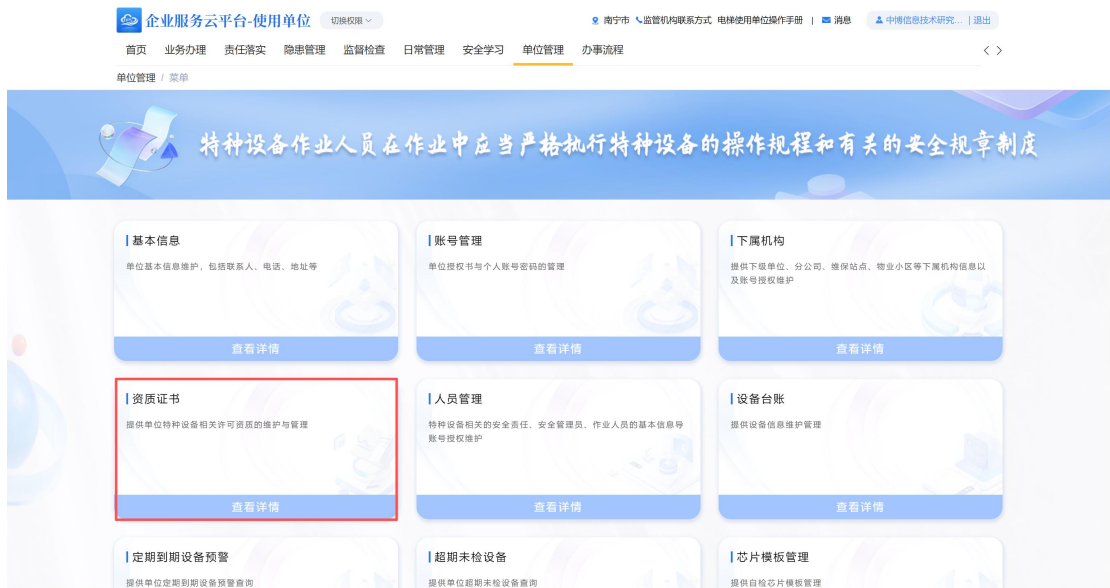 企业服务云平台-使用单位 切换权限 南宁市 监管机构联系方式 电梯使用单位操作手册 | 消息 中博信息技术研究... | 退出
首页 业务办理 责任落实 隐患管理 监督检查 日常管理 安全学习 单位管理 办事流程
单位管理 / 菜单
特种设备作业人员在作业中应当严格执行特种设备的操作规程和有关的安全规章制度
基本信息
单位基本信息维护，包括联系人、电话、地址等
查看详情
账号管理
单位授权书与个人账号密码的管理
查看详情
下属机构
提供下级单位、分公司、维保站点、物业小区等下属机构信息以
及账号授权维护
查看详情
资质证书
提供单位特种设备相关许可资质的维护与管理
查看详情
人员管理
特种设备相关的安全责任、安全管理员、作业人员的基本信息导
账号授权维护
查看详情
设备台账
提供设备信息维护管理
查看详情
定期到期设备预警
提供单位定期到期设备预警查询
超期未检设备
提供单位超期未检设备查询
芯片模板管理
提供自检芯片模板管理